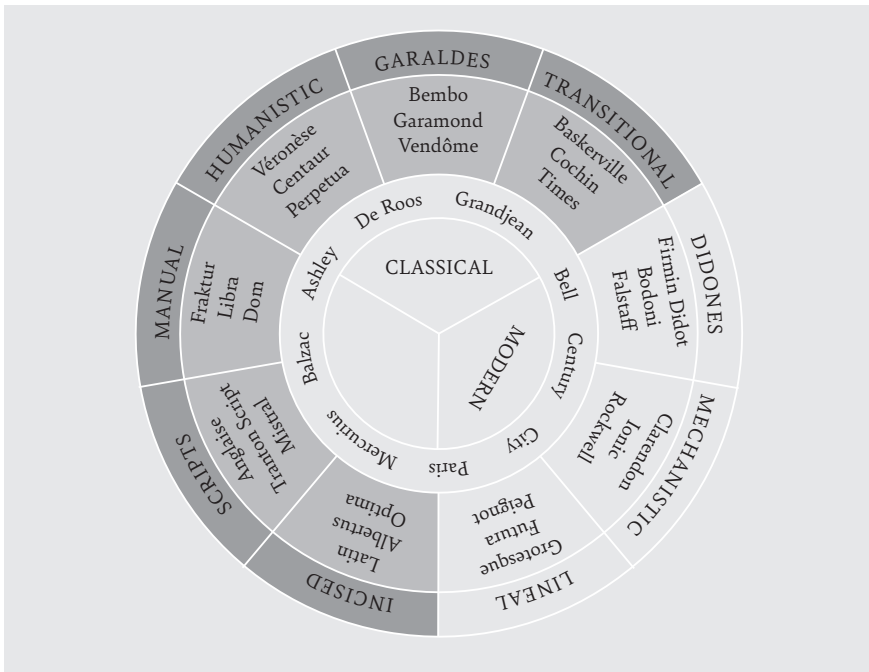 GARALDES
Bembo
Garamond
Vendôme
TRANSITIONAL
Baskerville
Cochin
Times
DIDONES
Firmin Didot
Bodoni
Falstaff
MECHANISTIC
Clarendon
Ionic
Rockwell
LINEAL
Grotesque
Futura
Peignot
INCISED
Latin
Albertus
Optima
SCRIPTS
Anglaise
Tranton Script
Mistral
MANUAL
Fraktur
Libra
Dom
HUMANISTIC
Véronèse
Centaur
Perpetua
De Roos
Grandjean
Bell
Century
City
Paris
Mercurius
Balzac
Ashley
CLASSICAL
MODERN